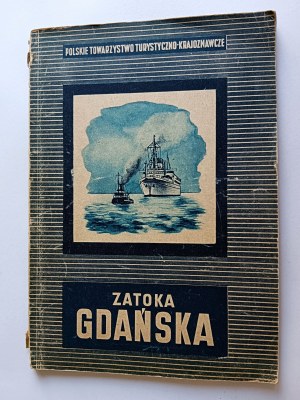 POLSKIE TOWARZYSTWO TURYSTYCZNO-KRAJOZNAWCZE
ZATOKA
GDAŃSKA